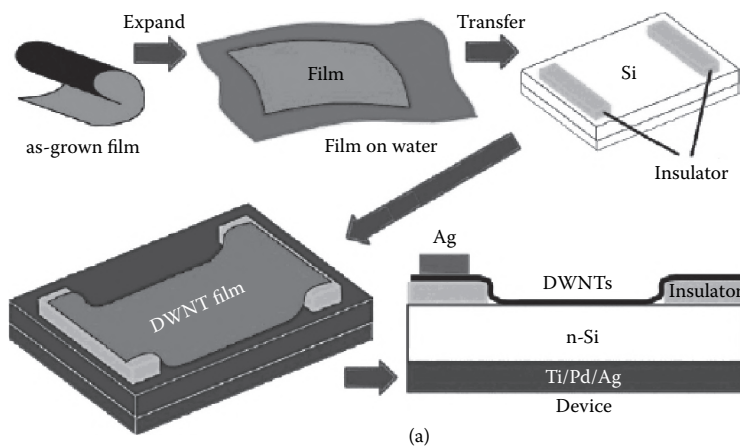 Expand
Transfer
Film
Si
as-grown film
Film on water
Insulator
Ag
DWNT film
DWNTs
Insulator
n-Si
Ti/Pd/Ag
Device
(a)